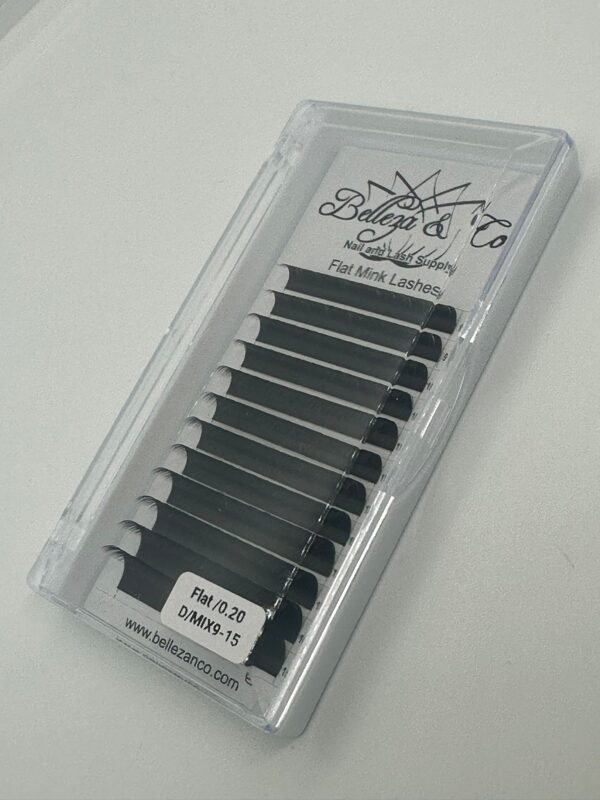 Belleza & Co
Nail and Lash Supply
Flat Mink Lashes
Flat /0.20
D/MIX9-15
www.bellezanco.com